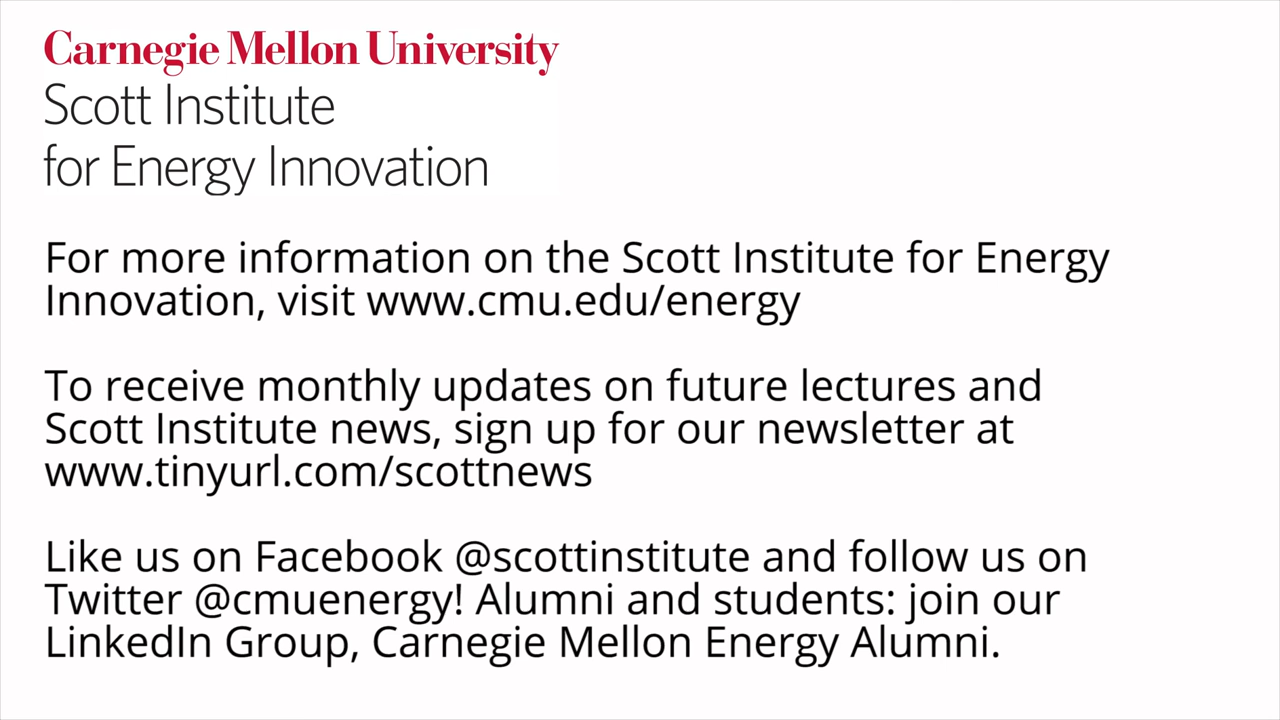 Carnegie Mellon University
Scott Institute
for Energy Innovation
For more information on the Scott Institute for Energy
Innovation, visit www.cmu.edu/energy
To receive monthly updates on future lectures and
Scott Institute news, sign up for our newsletter at
www.tinyurl.com/scottnews
Like us on Facebook @scottinstitute and follow us on
Twitter @cmuenergy! Alumni and students: join our
LinkedIn Group, Carnegie Mellon Energy Alumni.